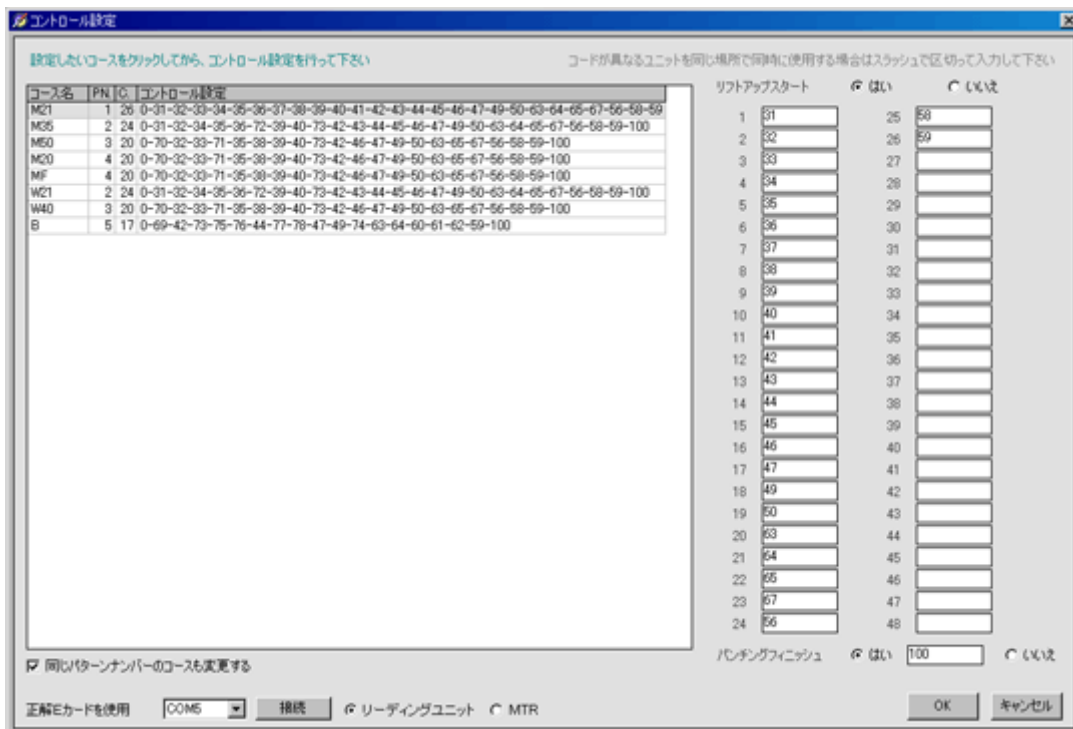 コントロール設定
設定したいコースをクリックしてから、コントロール設定を行って下さい
コードが異なるユニットを同じ場所で同時に使用する場合はスラッシュで区切って入力して下さい
コース名 PN. C. コントロール設定
M21 1 26 0-31-32-33-34-35-36-37-38-39-40-41-42-43-44-45-46-47-49-50-63-64-65-67-56-58-59
M35 2 24 0-31-32-34-35-36-72-39-40-73-42-43-44-45-46-47-49-50-63-64-65-67-56-58-59-100
M50 3 20 0-70-32-33-71-35-38-39-40-73-42-46-47-49-50-63-65-67-56-58-59-100
M20 4 20 0-70-32-33-71-35-38-39-40-73-42-46-47-49-50-63-65-67-56-58-59-100
MF 4 20 0-70-32-33-71-35-38-39-40-73-42-46-47-49-50-63-65-67-56-58-59-100
W21 2 24 0-31-32-34-35-36-72-39-40-73-42-43-44-45-46-47-49-50-63-64-65-67-56-58-59-100
W40 3 20 0-70-32-33-71-35-38-39-40-73-42-46-47-49-50-63-65-67-56-58-59-100
B 5 17 0-69-42-73-75-76-44-77-78-47-49-74-63-64-60-61-62-59-100
リフトアップスタート はい いいえ
1 31 25 58
2 32 26 59
3 33 27
4 34 28
5 35 29
6 36 30
7 37 31
8 38 32
9 39 33
10 40 34
11 41 35
12 42 36
13 43 37
14 44 38
15 45 39
16 46 40
17 47 41
18 49 42
19 50 43
20 63 44
21 64 45
22 65 46
23 67 47
24 56 48
パンチングフィニッシュ はい 100 いいえ
同じパターンナンバーのコースも変更する
正解Eカードを使用 COM5 接続 リーディングユニット MTR
OK キャンセル